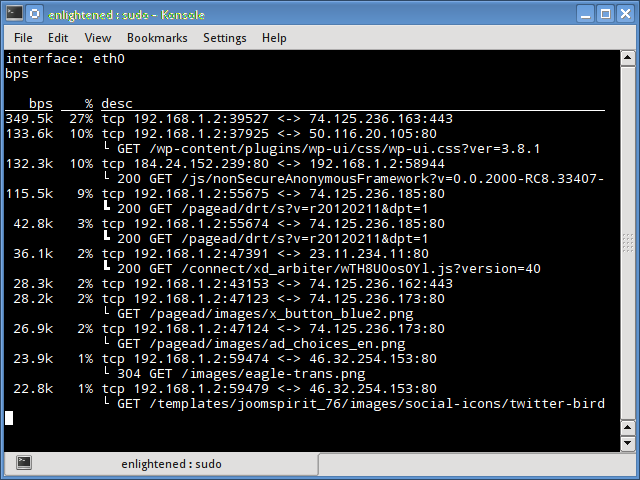 enlightened : sudo – Konsole
File Edit View Bookmarks Settings Help
interface: eth0
bps
bps % desc
349.5k 27% tcp 192.168.1.2:39527 <-> 74.125.236.163:443
133.6k 10% tcp 192.168.1.2:37925 <-> 50.116.20.105:80
└ GET /wp-content/plugins/wp-ui/css/wp-ui.css?ver=3.8.1
132.3k 10% tcp 184.24.152.239:80 <-> 192.168.1.2:58944
└ 200 GET /js/nonSecureAnonymousFramework?v=0.0.2000-RC8.33407-
115.5k 9% tcp 192.168.1.2:55675 <-> 74.125.236.185:80
┗ 200 GET /pagead/drt/s?v=r20120211&dpt=1
42.8k 3% tcp 192.168.1.2:55674 <-> 74.125.236.185:80
┗ 200 GET /pagead/drt/s?v=r20120211&dpt=1
36.1k 2% tcp 192.168.1.2:47391 <-> 23.11.234.11:80
┗ 200 GET /connect/xd_arbiter/wTH8U0osOYl.js?version=40
28.3k 2% tcp 192.168.1.2:43153 <-> 74.125.236.162:443
28.2k 2% tcp 192.168.1.2:47123 <-> 74.125.236.173:80
└ GET /pagead/images/x_button_blue2.png
26.9k 2% tcp 192.168.1.2:47124 <-> 74.125.236.173:80
└ GET /pagead/images/ad_choices_en.png
23.9k 1% tcp 192.168.1.2:59474 <-> 46.32.254.153:80
└ 304 GET /images/eagle-trans.png
22.8k 1% tcp 192.168.1.2:59479 <-> 46.32.254.153:80
└ GET /templates/joomspirit_76/images/social-icons/twitter-bird
enlightened : sudo